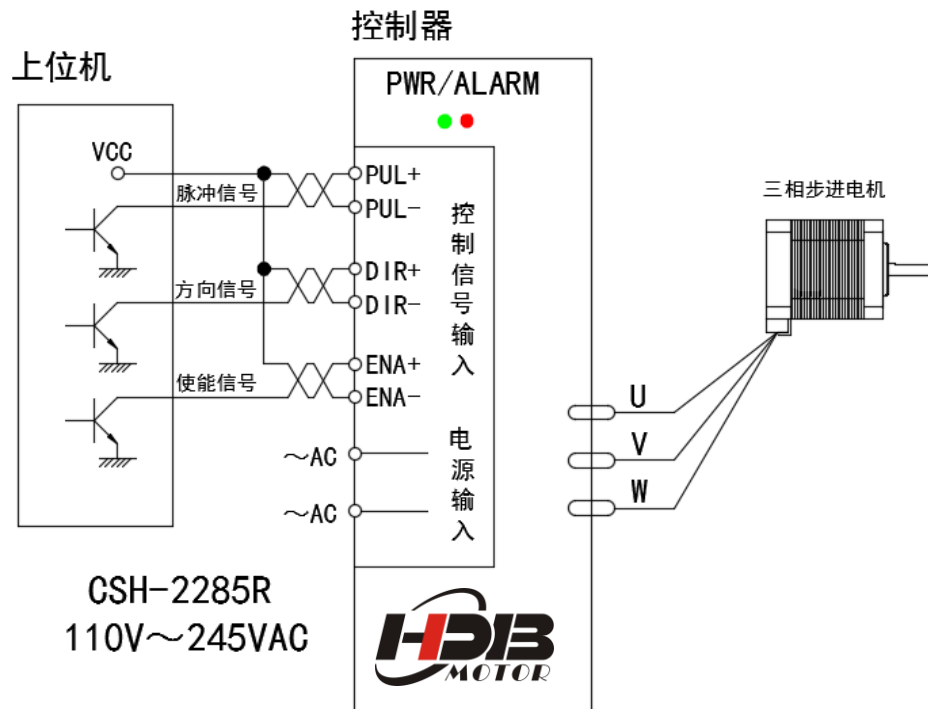 控制器
上位机
PWR/ALARM
VCC
脉冲信号
PUL+
PUL-
方向信号
DIR+
DIR-
使能信号
ENA+
ENA-
控制信号输入
~AC
~AC
电源输入
三相步进电机
U
V
W
CSH-2285R
110V~245VAC
HDB
MOTOR